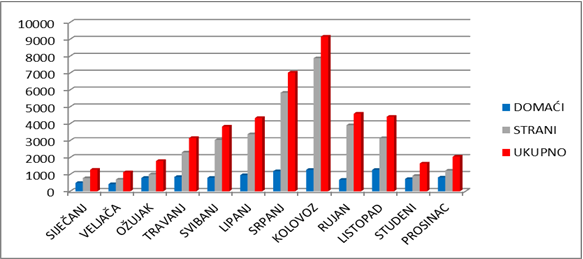 10000
9000
8000
7000
6000
5000
4000
3000
2000
1000
0
SIJEČANJ
VELJAČA
OŽUJAK
TRAVANJ
SVIBANJ
LIPANJ
SRPANJ
KOLOVOZ
RUJAN
LISTOPAD
STUDENI
PROSINAC
DOMAĆI
STRANI
UKUPNO